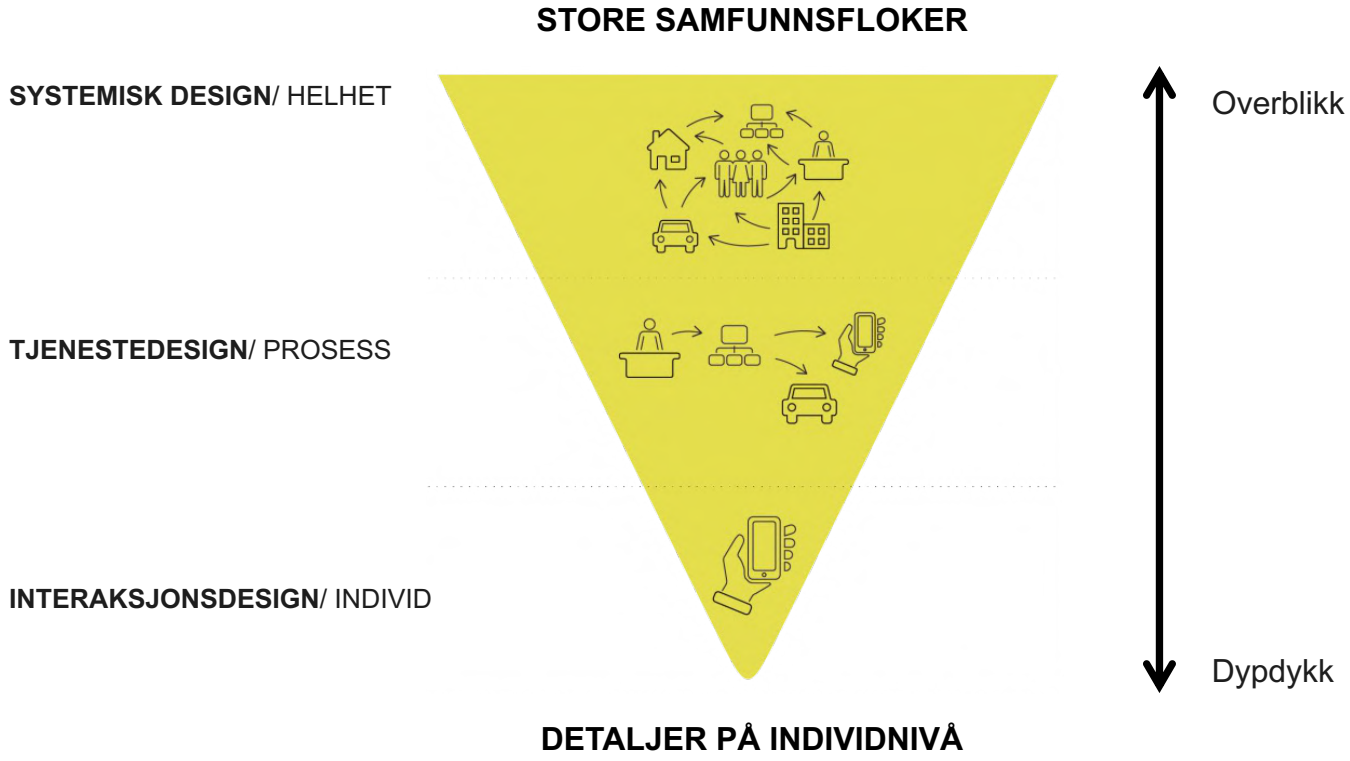 STORE SAMFUNNSFLOKER
SYSTEMISK DESIGN/ HELHET
Overblikk
TJENESTEDESIGN/ PROSESS
INTERAKSJONSDESIGN/ INDIVID
Dypdykk
DETALJER PÅ INDIVIDNIVÅ